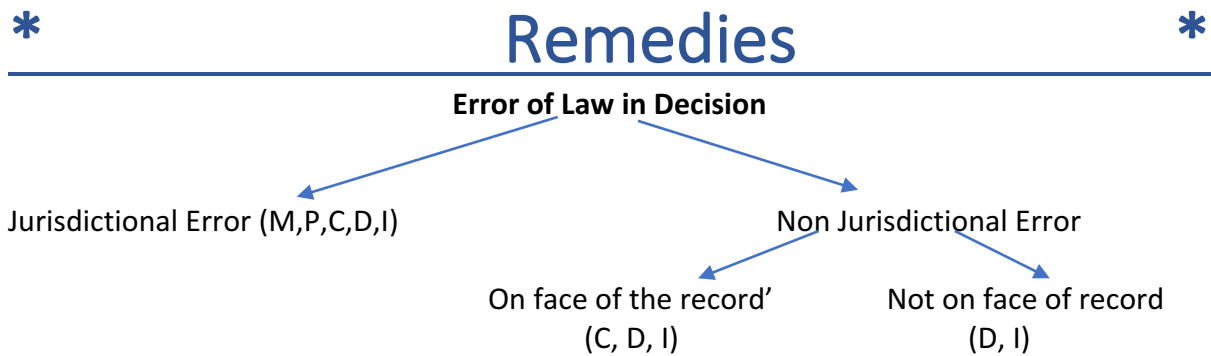 * Remedies *
Error of Law in Decision
Jurisdictional Error (M,P,C,D,I) Non Jurisdictional Error
On face of the record’ Not on face of record
(C, D, I) (D, I)